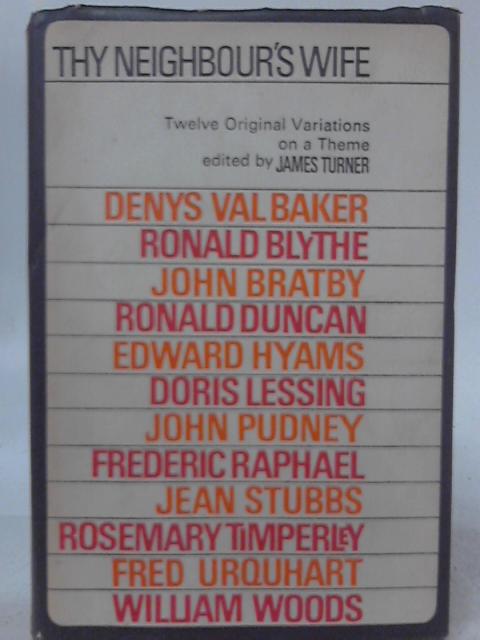 THY NEIGHBOUR'S WIFE
Twelve Original Variations
on a Theme
edited by JAMES TURNER
DENYS VAL BAKER
RONALD BLYTHE
JOHN BRATBY
RONALD DUNCAN
EDWARD HYAMS
DORIS LESSING
JOHN PUDNEY
FREDERIC RAPHAEL
JEAN STUBBS
ROSEMARY TIMPERLEY
FRED URQUHART
WILLIAM WOODS